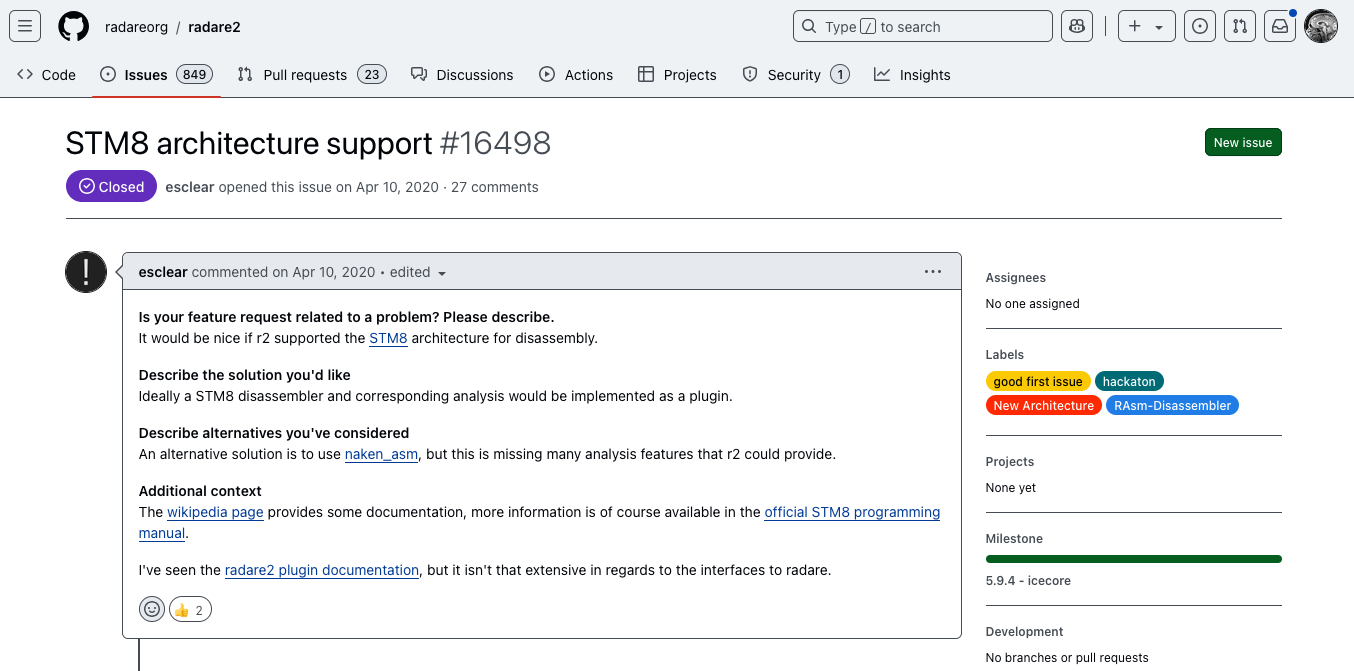 radareorg / radare2
Type / to search
Code
Issues 849
Pull requests 23
Discussions
Actions
Projects
Security 1
Insights
STM8 architecture support #16498
New issue
Closed
esclear opened this issue on Apr 10, 2020 · 27 comments
!
esclear commented on Apr 10, 2020 • edited
Is your feature request related to a problem? Please describe.
It would be nice if r2 supported the STM8 architecture for disassembly.
Describe the solution you'd like
Ideally a STM8 disassembler and corresponding analysis would be implemented as a plugin.
Describe alternatives you've considered
An alternative solution is to use naken_asm, but this is missing many analysis features that r2 could provide.
Additional context
The wikipedia page provides some documentation, more information is of course available in the official STM8 programming
manual.
I've seen the radare2 plugin documentation, but it isn't that extensive in regards to the interfaces to radare.
👍 2
Assignees
No one assigned
Labels
good first issue hackaton
New Architecture RAsm-Disassembler
Projects
None yet
Milestone
5.9.4 - icecore
Development
No branches or pull requests